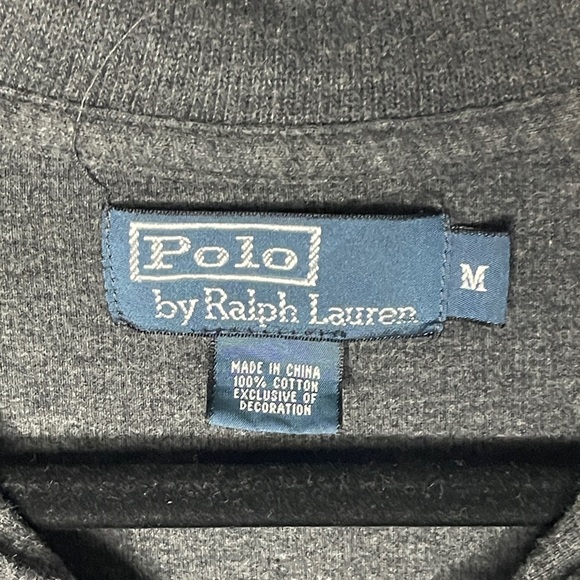 Polo
by Ralph Lauren
M
MADE IN CHINA
100% COTTON
EXCLUSIVE OF
DECORATION